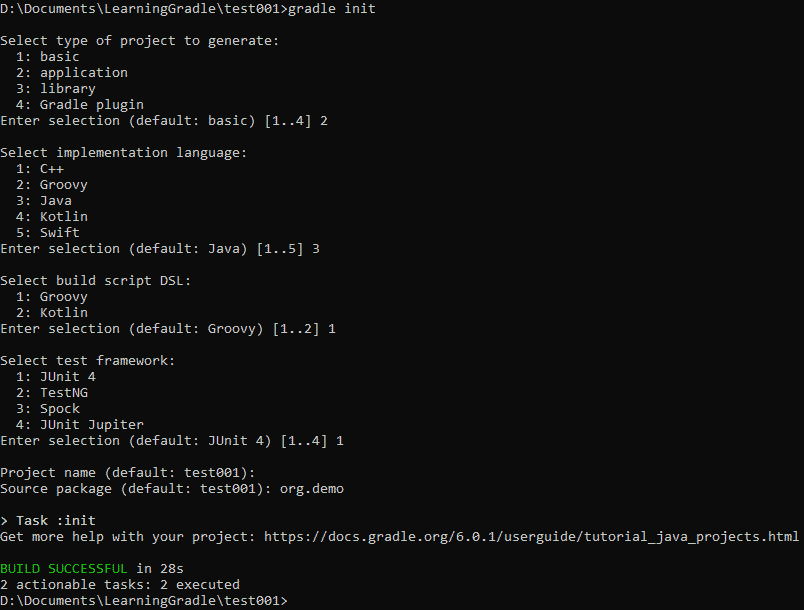 D:\Documents\LearningGradle\test001>gradle init
Select type of project to generate:
1: basic
2: application
3: library
4: Gradle plugin
Enter selection (default: basic) [1..4] 2
Select implementation language:
1: C++
2: Groovy
3: Java
4: Kotlin
5: Swift
Enter selection (default: Java) [1..5] 3
Select build script DSL:
1: Groovy
2: Kotlin
Enter selection (default: Groovy) [1..2] 1
Select test framework:
1: JUnit 4
2: TestNG
3: Spock
4: JUnit Jupiter
Enter selection (default: JUnit 4) [1..4] 1
Project name (default: test001):
Source package (default: test001): org.demo
> Task :init
Get more help with your project: https://docs.gradle.org/6.0.1/userguide/tutorial_java_projects.html
BUILD SUCCESSFUL in 28s
2 actionable tasks: 2 executed
D:\Documents\LearningGradle\test001>